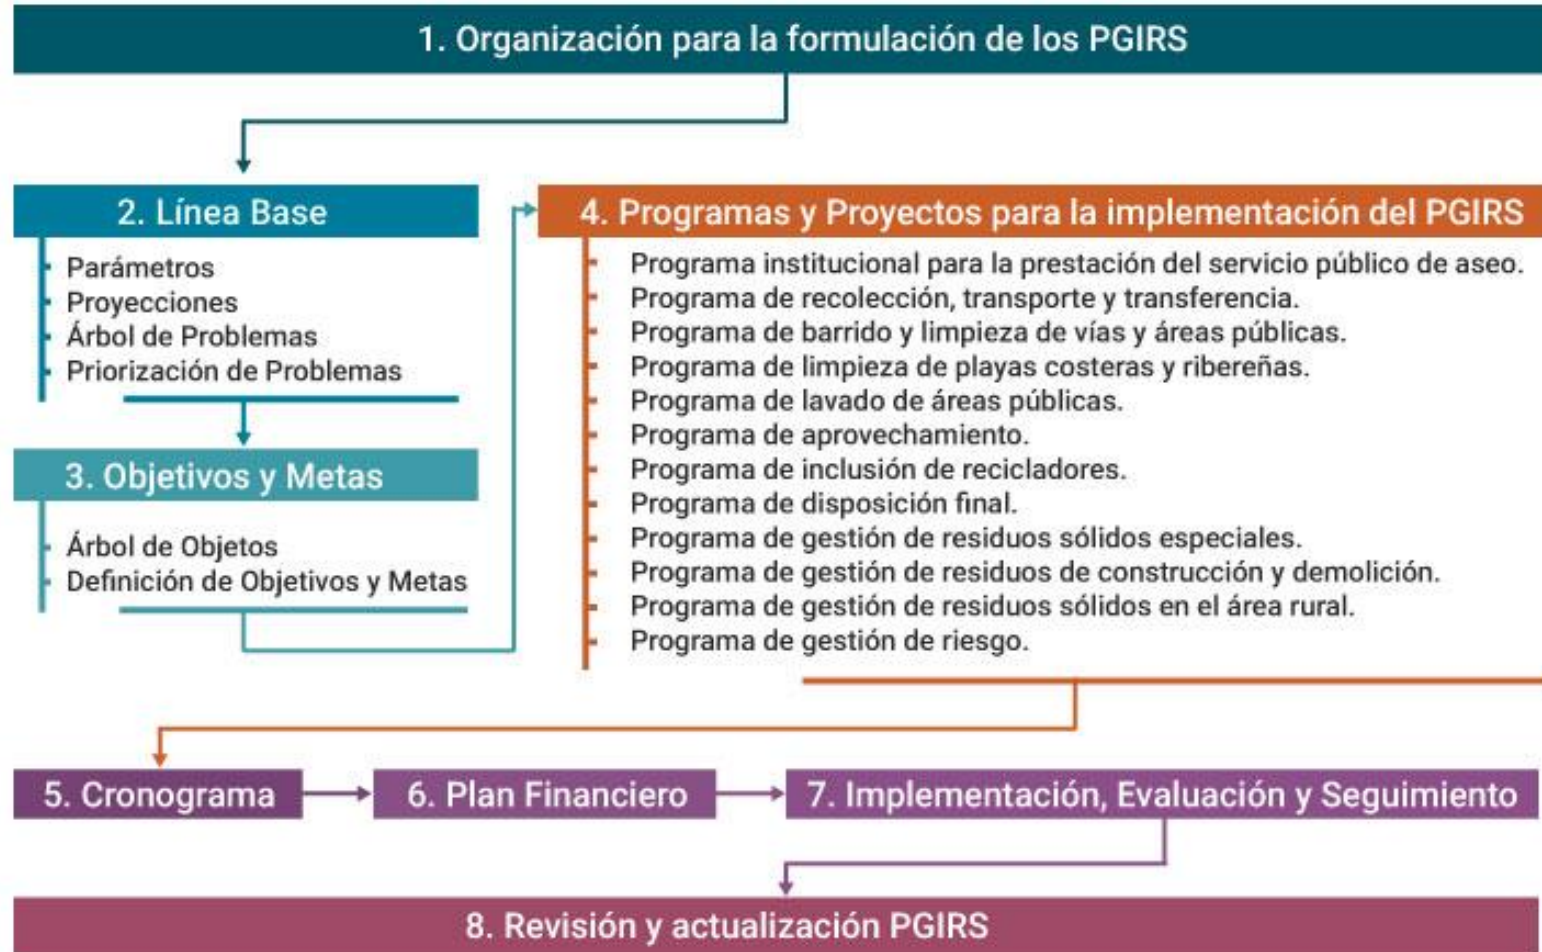 1. Organización para la formulación de los PGIRS
2. Línea Base
Parámetros
Proyecciones
Árbol de Problemas
Priorización de Problemas
3. Objetivos y Metas
Árbol de Objetos
Definición de Objetivos y Metas
4. Programas y Proyectos para la implementación del PGIRS
Programa institucional para la prestación del servicio público de aseo.
Programa de recolección, transporte y transferencia.
Programa de barrido y limpieza de vías y áreas públicas.
Programa de limpieza de playas costeras y ribereñas.
Programa de lavado de áreas públicas.
Programa de aprovechamiento.
Programa de inclusión de recicladores.
Programa de disposición final.
Programa de gestión de residuos sólidos especiales.
Programa de gestión de residuos de construcción y demolición.
Programa de gestión de residuos sólidos en el área rural.
Programa de gestión de riesgo.
5. Cronograma
6. Plan Financiero
7. Implementación, Evaluación y Seguimiento
8. Revisión y actualización PGIRS